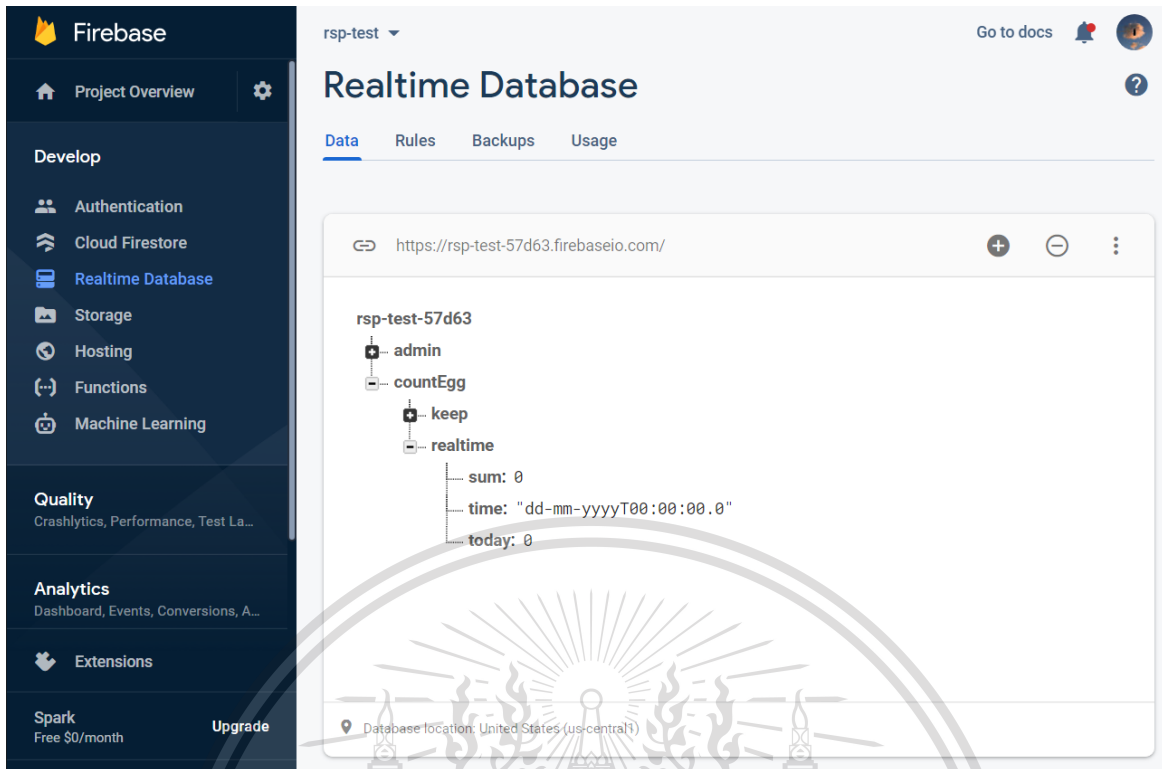 Firebase
Project Overview
Develop
Authentication
Cloud Firestore
Realtime Database
Storage
Hosting
Functions
Machine Learning
Quality
Crashlytics, Performance, Test La...
Analytics
Dashboard, Events, Conversions, A...
Extensions
Spark
Free $0/month
Upgrade
rsp-test
Go to docs
Realtime Database
?
Data Rules Backups Usage
https://rsp-test-57d63.firebaseio.com/
rsp-test-57d63
admin
countEgg
keep
realtime
sum: 0
time: "dd-mm-yyyyT00:00:00.0"
today: 0
Database location: United States (us-central1)